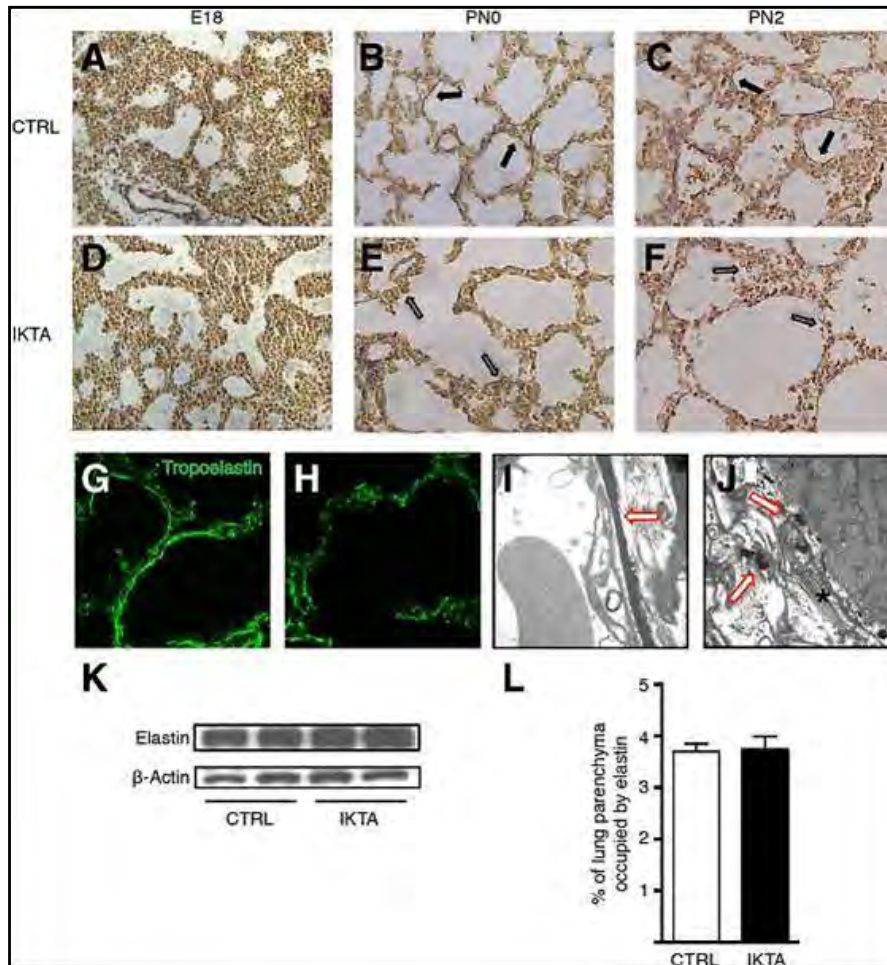 E18 PN0 PN2
CTRL A B C
IKTA D E F
G Tropoelastin H I J
*
K L
Elastin
β-Actin
CTRL IKTA
% of lung parenchyma
occupied by elastin
5
4
3
2
1
CTRL IKTA